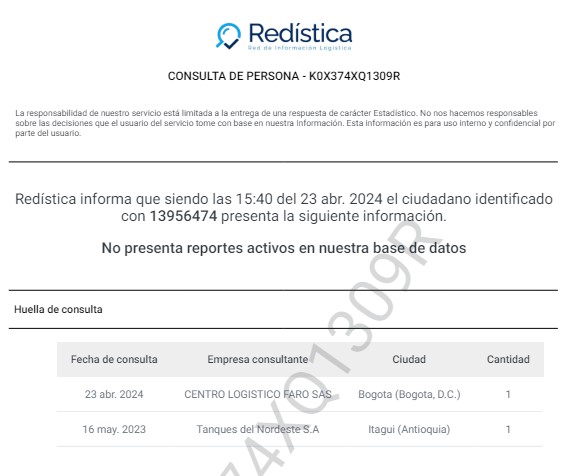 Redística
Red de Información Logística
CONSULTA DE PERSONA - K0X374XQ1309R
La responsabilidad de nuestro servicio está limitada a la entrega de una respuesta de carácter Estadístico. No nos hacemos responsables
sobre las decisiones que el usuario del servicio tome con base en nuestra Información. Esta información es para uso interno y confidencial por
parte del usuario.
Redística informa que siendo las 15:40 del 23 abr. 2024 el ciudadano identificado
con 13956474 presenta la siguiente información.
No presenta reportes activos en nuestra base de datos
Huella de consulta
Fecha de consulta Empresa consultante Ciudad Cantidad
23 abr. 2024 CENTRO LOGISTICO FARO SAS Bogota (Bogota, D.C.) 1
16 may. 2023 Tanques del Nordeste S.A Itagui (Antioquia) 1
74XQ1309R